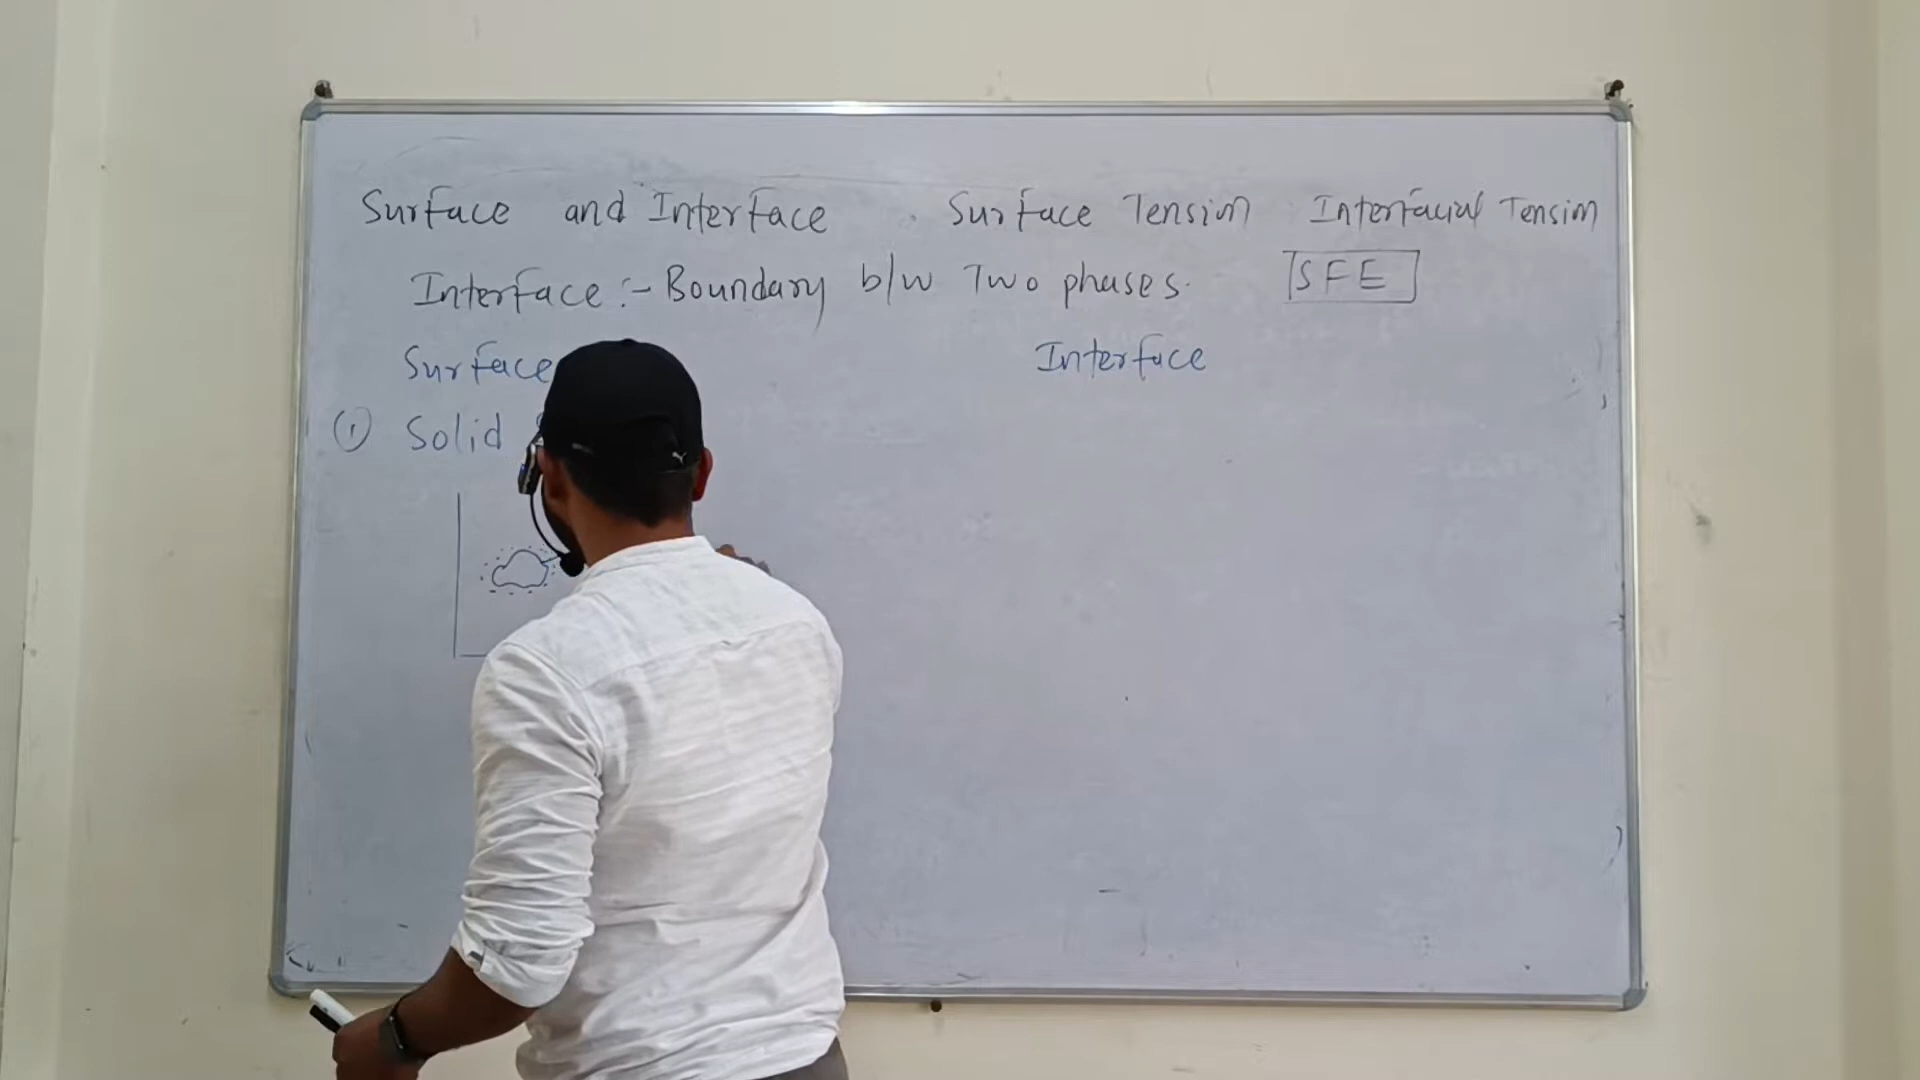 Surface and Interface Surface Tension Interfacial Tension
Interface :- Boundary b/w Two phases. SFE
Surface Interface
① Solid